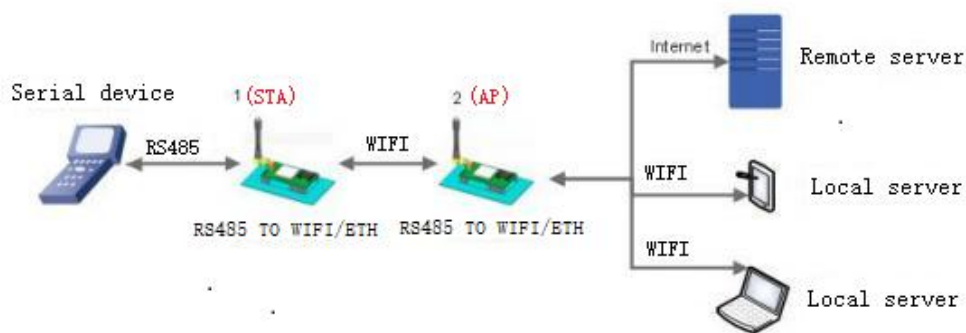 Internet
Remote server
Serial device
1 (STA)
2 (AP)
RS485
WIFI
WIFI
Local server
RS485 TO WIFI/ETH
RS485 TO WIFI/ETH
WIFI
Local server